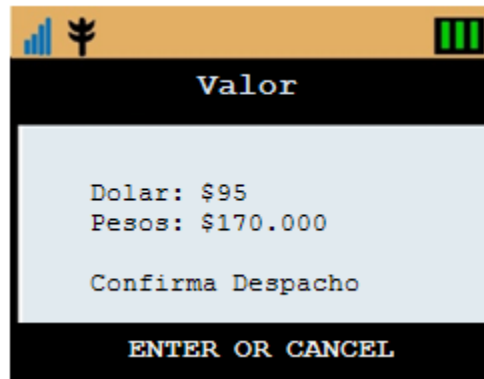 Valor
Dolar: $95
Pesos: $170.000
Confirma Despacho
ENTER OR CANCEL